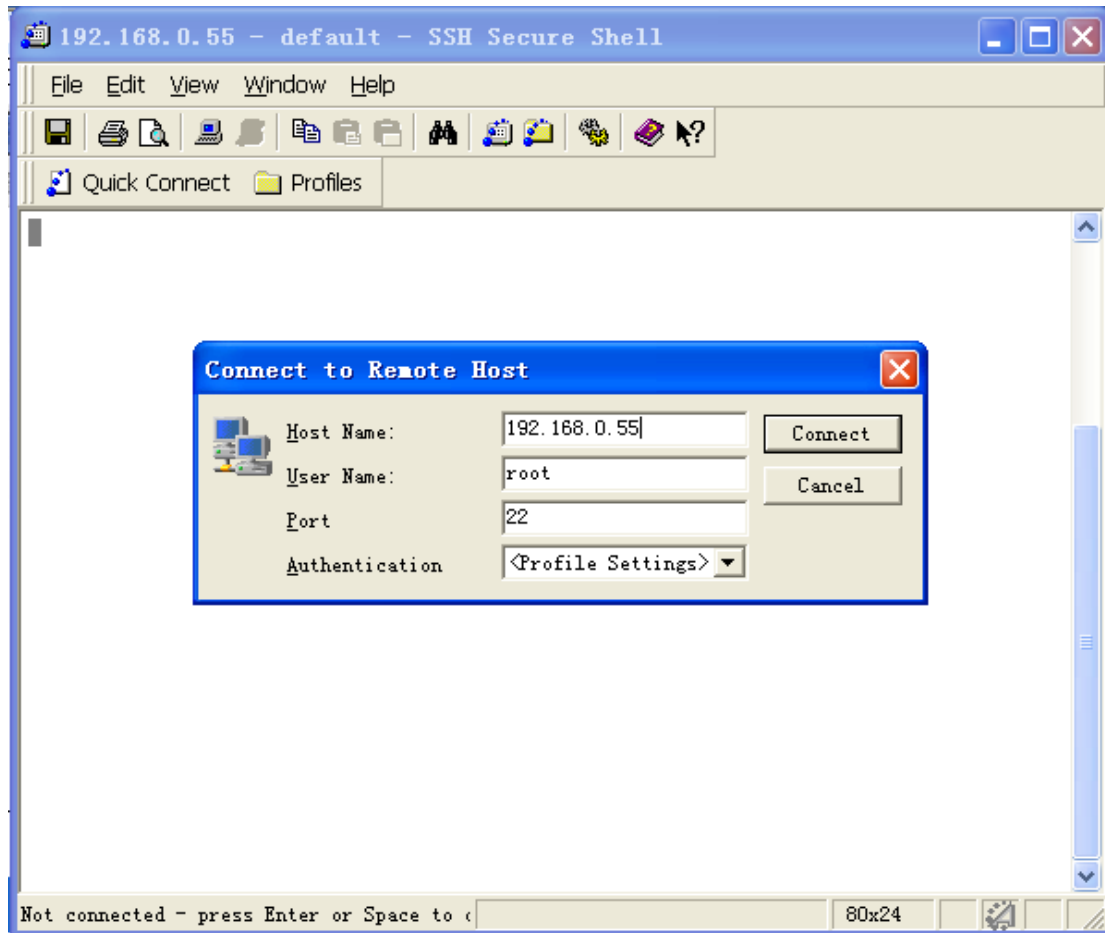 192.168.0.55 - default - SSH Secure Shell
File Edit View Window Help
Quick Connect Profiles
Connect to Remote Host
Host Name: 192.168.0.55 Connect
User Name: root Cancel
Port 22
Authentication <Profile Settings>
Not connected - press Enter or Space to 80x24